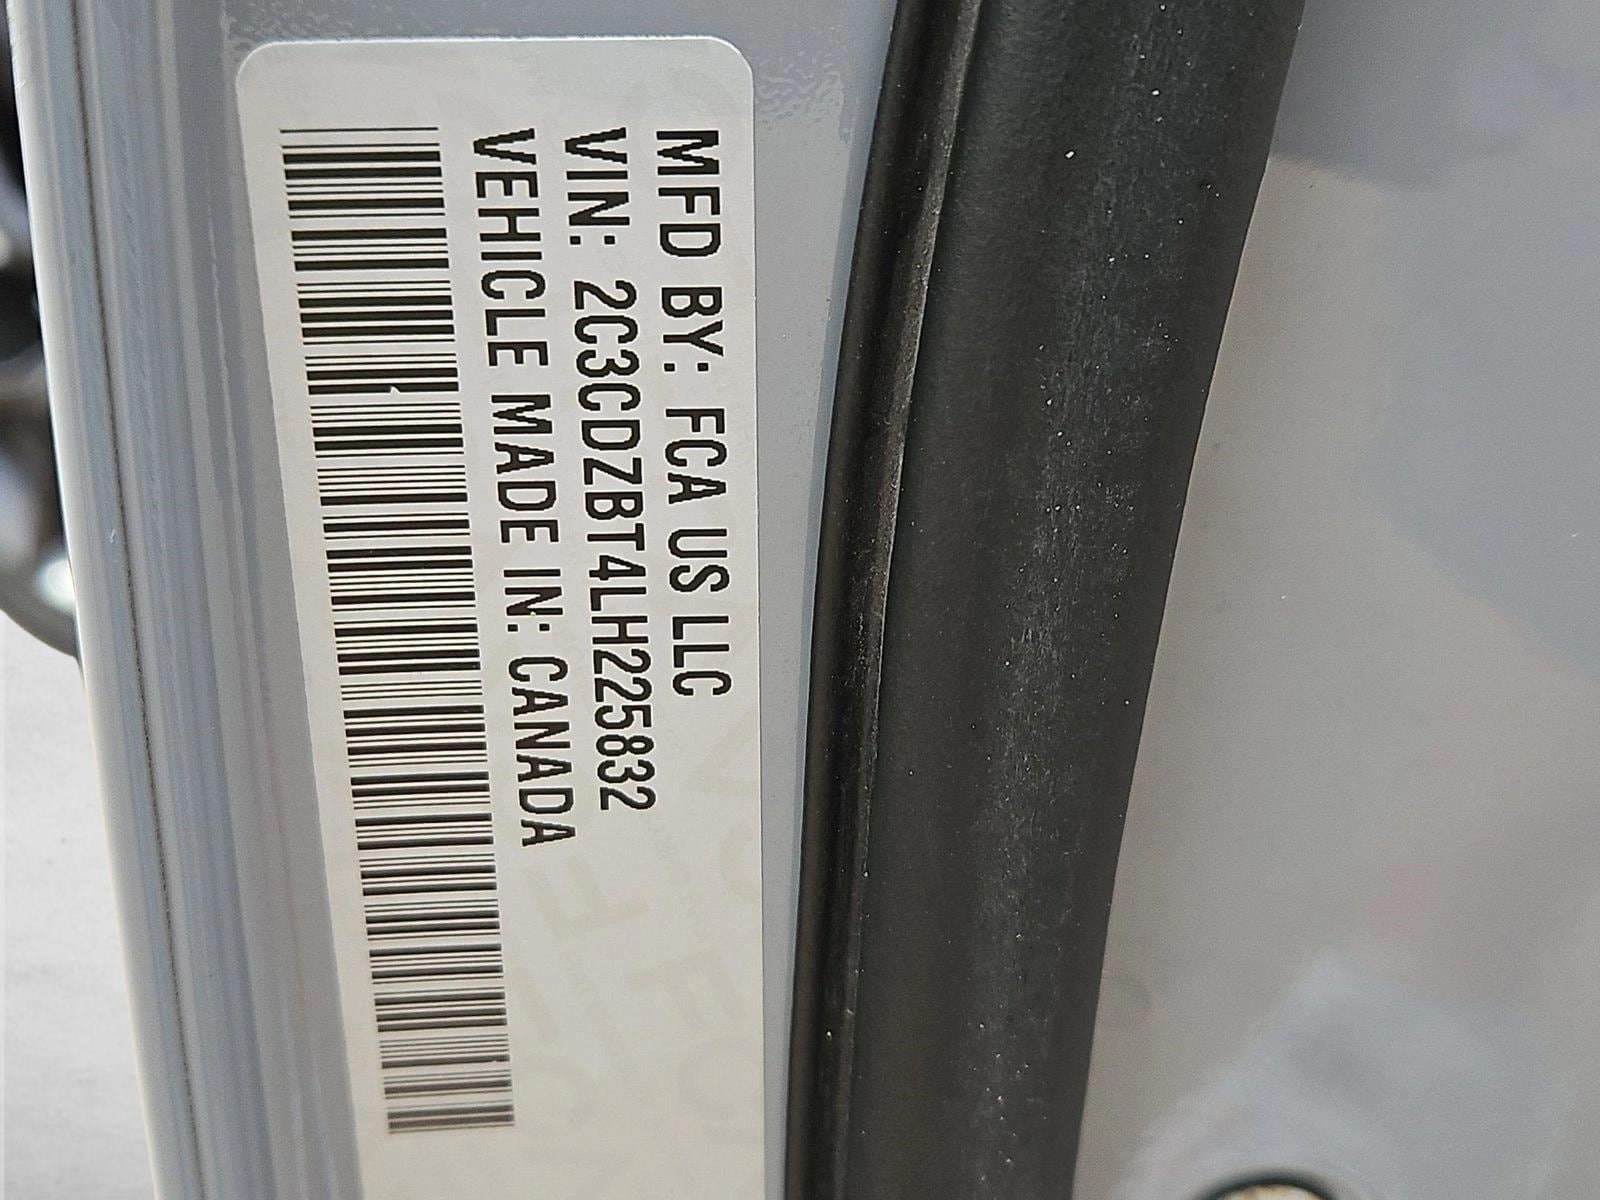 MFD BY: FCA US LLC
VIN: 2C3CDZBT4LH225832
VEHICLE MADE IN: CANADA